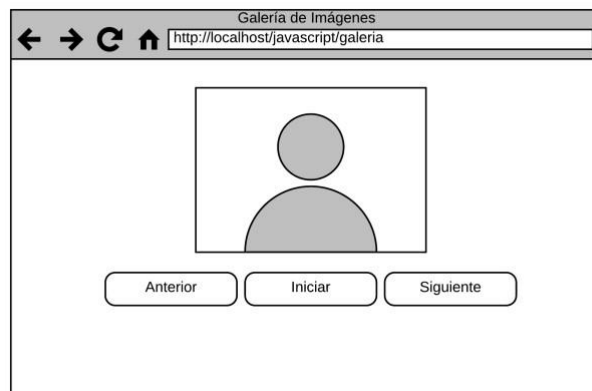 Galería de Imágenes
http://localhost/javascript/galeria
Anterior
Iniciar
Siguiente